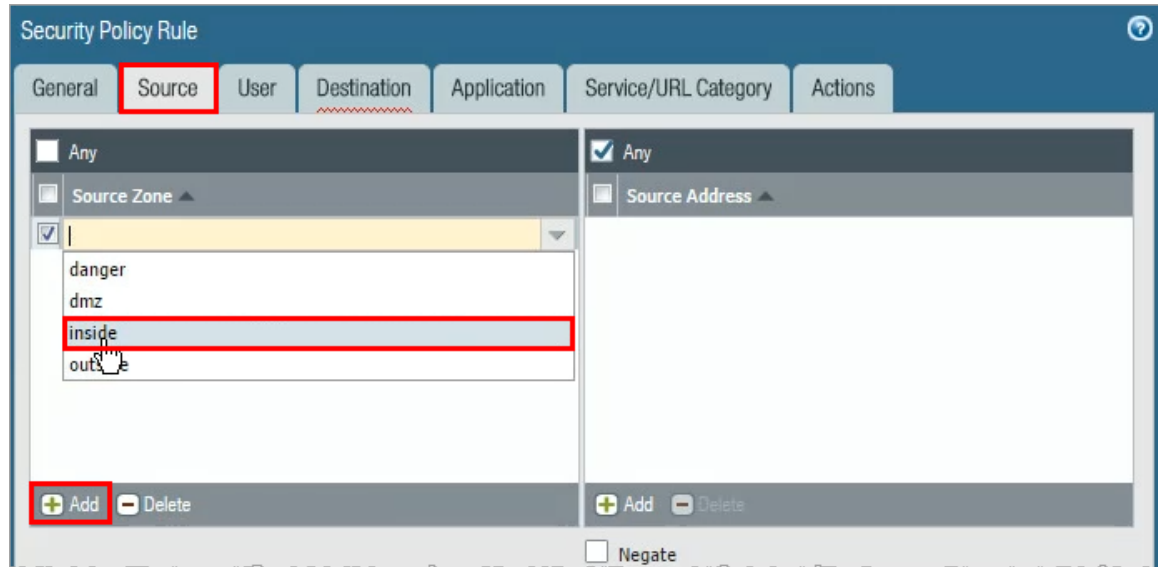 Security Policy Rule
General Source User Destination Application Service/URL Category Actions
Any
Source Zone
danger
dmz
inside
Add Delete
Any
Source Address
Add Delete
Negate